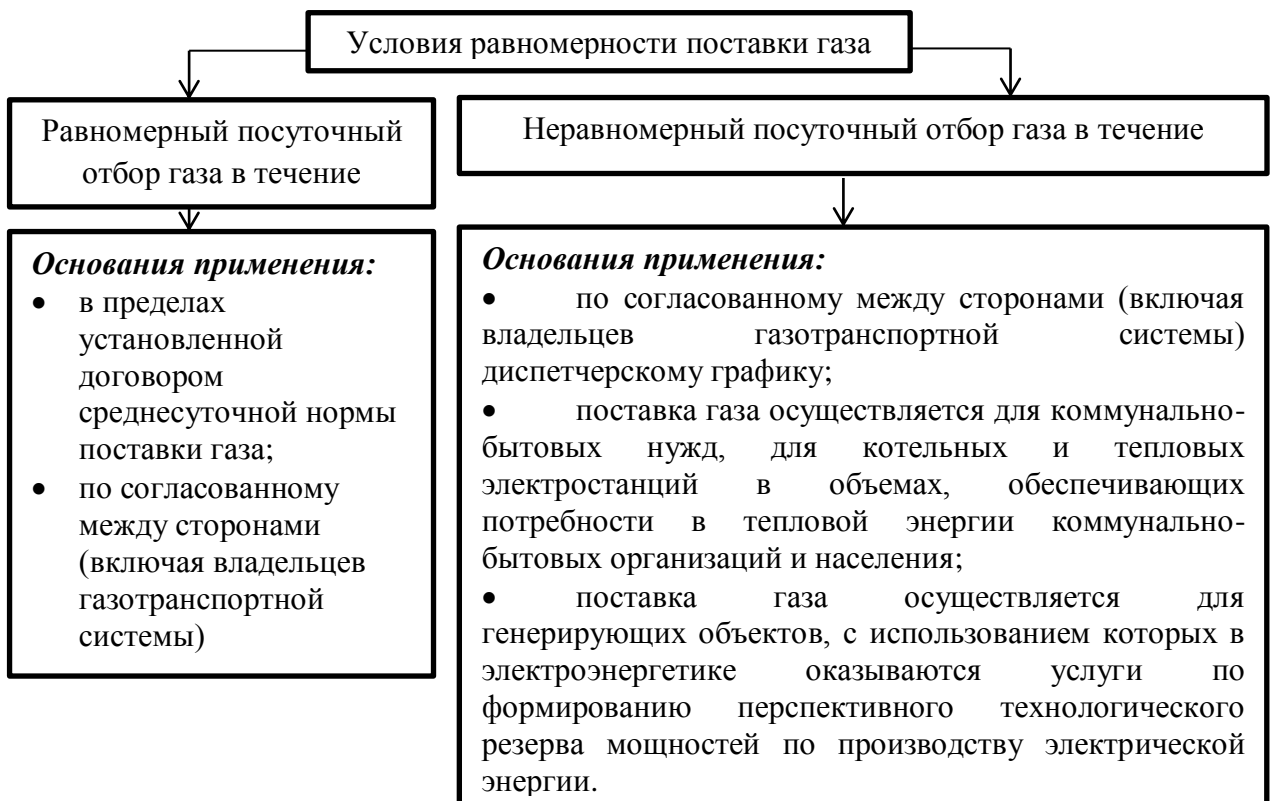 Условия равномерности поставки газа
Равномерный посуточный
отбор газа в течение
Неравномерный посуточный отбор газа в течение
Основания применения:
• в пределах
установленной
договором
среднесуточной нормы
поставки газа;
• по согласованному
между сторонами
(включая владельцев
газотранспортной
системы)
Основания применения:
• по согласованному между сторонами (включая
владельцев газотранспортной системы)
диспетчерскому графику;
• поставка газа осуществляется для коммунально-
бытовых нужд, для котельных и тепловых
электростанций в объемах, обеспечивающих
потребности в тепловой энергии коммунально-
бытовых организаций и населения;
• поставка газа осуществляется для
генерирующих объектов, с использованием которых в
электроэнергетике оказываются услуги по
формированию перспективного технологического
резерва мощностей по производству электрической
энергии.